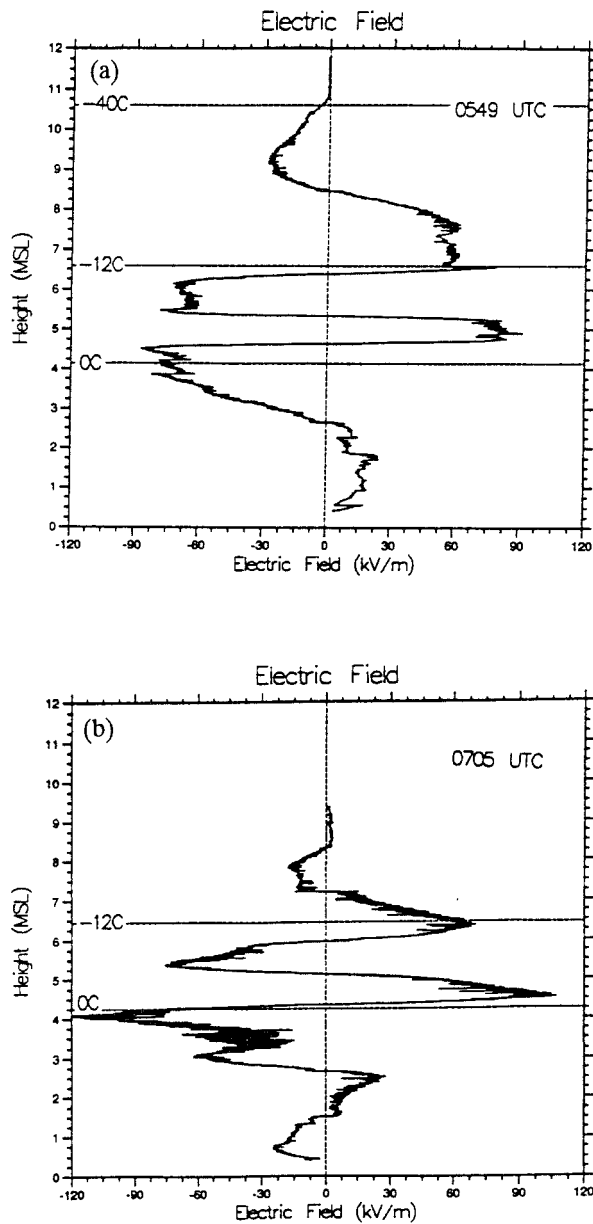 Electric Field
(a)
12
11
-40C
0549 UTC
10
9
8
7
-12C
6
5
0C
4
3
2
1
0
Height (MSL)
-120 -90 -60 -30 0 30 60 90 120
Electric Field (kV/m)
Electric Field
(b)
12
11
0705 UTC
10
9
8
7
-12C
6
5
0C
4
3
2
1
0
Height (MSL)
-120 -90 -60 -30 0 30 60 90 120
Electric Field (kV/m)